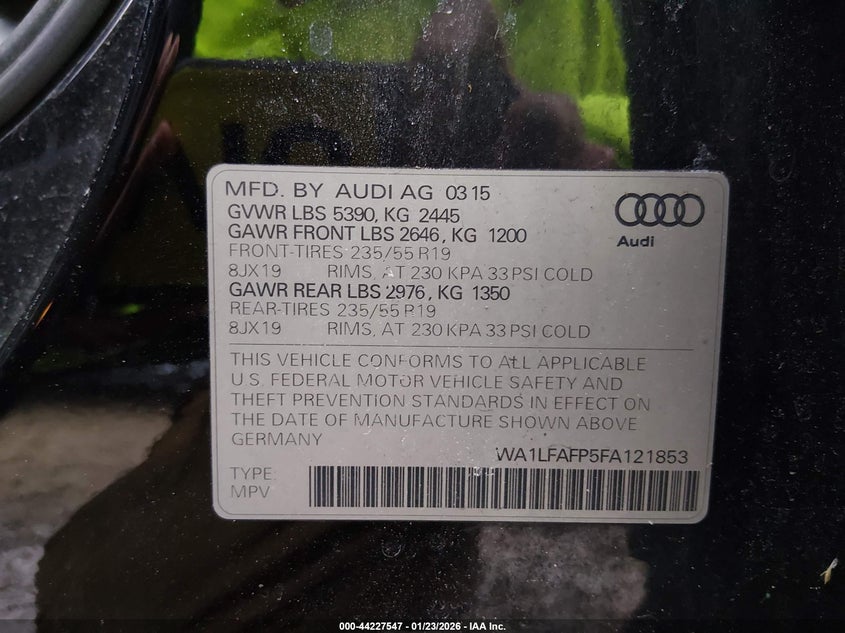 MFD. BY AUDI AG 03 15
GVWR LBS 5390, KG 2445
GAWR FRONT LBS 2646, KG 1200
FRONT-TIRES 235/55 R19
8JX19 RIMS, AT 230 KPA 33 PSI COLD
GAWR REAR LBS 2976, KG 1350
REAR-TIRES 235/55 R19
8JX19 RIMS, AT 230 KPA 33 PSI COLD
Audi
THIS VEHICLE CONFORMS TO ALL APPLICABLE
U.S. FEDERAL MOTOR VEHICLE SAFETY AND
THEFT PREVENTION STANDARDS IN EFFECT ON
THE DATE OF MANUFACTURE SHOWN ABOVE
GERMANY
WA1LFAFP5FA121853
TYPE:
MPV
000-44227547 - 01/23/2026 - IAA Inc.